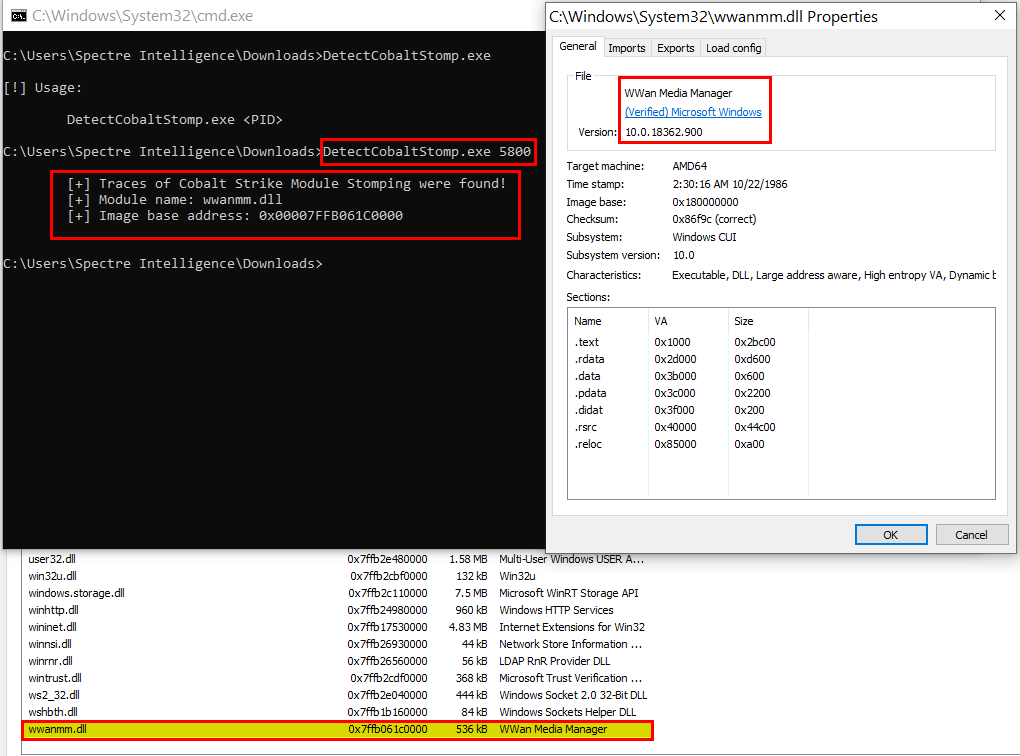 C:\Windows\System32\cmd.exe
C:\Users\Spectre Intelligence\Downloads>DetectCobaltStomp.exe
[!] Usage:
DetectCobaltStomp.exe <PID>
C:\Users\Spectre Intelligence\Downloads>DetectCobaltStomp.exe 5800
[+] Traces of Cobalt Strike Module Stomping were found!
[+] Module name: wwanmm.dll
[+] Image base address: 0x00007FFB061C0000
C:\Users\Spectre Intelligence\Downloads>
C:\Windows\System32\wwanmm.dll Properties
General Imports Exports Load config
File
WWan Media Manager
(Verified) Microsoft Windows
Version: 10.0.18362.900
Target machine: AMD64
Time stamp: 2:30:16 AM 10/22/1986
Image base: 0x180000000
Checksum: 0x86f9c (correct)
Subsystem: Windows CUI
Subsystem version: 10.0
Characteristics: Executable, DLL, Large address aware, High entropy VA, Dynamic b
Sections:
Name VA Size
.text 0x1000 0x2bc00
.rdata 0x2d000 0xd600
.data 0x3b000 0x600
.pdata 0x3c000 0x2200
.didat 0x3f000 0x200
.rsrc 0x40000 0x44c00
.reloc 0x85000 0xa00
OK Cancel
user32.dll 0x7ffb2e480000 1.58 MB Multi-User Windows USER A...
win32u.dll 0x7ffb2cbf0000 132 kB Win32u
windows.storage.dll 0x7ffb2c110000 7.5 MB Microsoft WinRT Storage API
winhttp.dll 0x7ffb24980000 960 kB Windows HTTP Services
wininet.dll 0x7ffb17530000 4.83 MB Internet Extensions for Win32
winnsi.dll 0x7ffb26930000 44 kB Network Store Information ...
winrnr.dll 0x7ffb26560000 56 kB LDAP RnR Provider DLL
wintrust.dll 0x7ffb2cdf0000 368 kB Microsoft Trust Verification ...
ws2_32.dll 0x7ffb2e040000 444 kB Windows Socket 2.0 32-Bit DLL
wshbth.dll 0x7ffb1b160000 84 kB Windows Sockets Helper DLL
wwanmm.dll 0x7ffb061c0000 536 kB WWan Media Manager